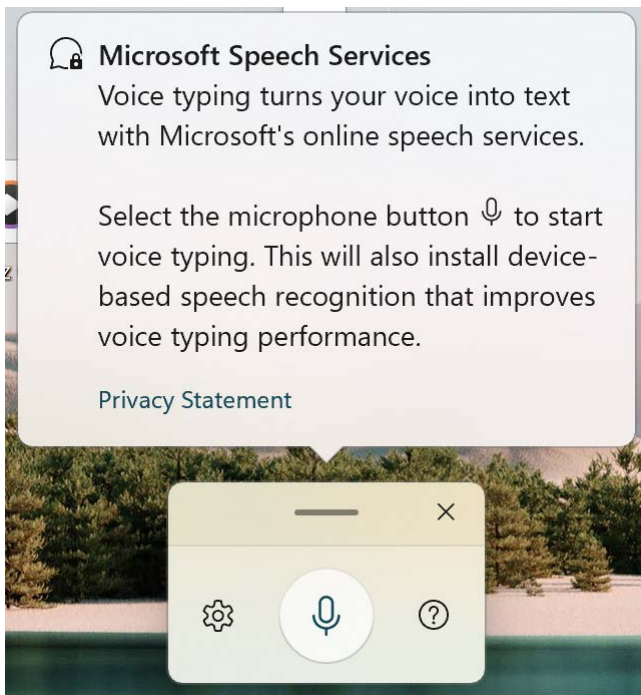 Microsoft Speech Services
Voice typing turns your voice into text
with Microsoft's online speech services.
Select the microphone button to start
voice typing. This will also install device-
based speech recognition that improves
voice typing performance.
Privacy Statement